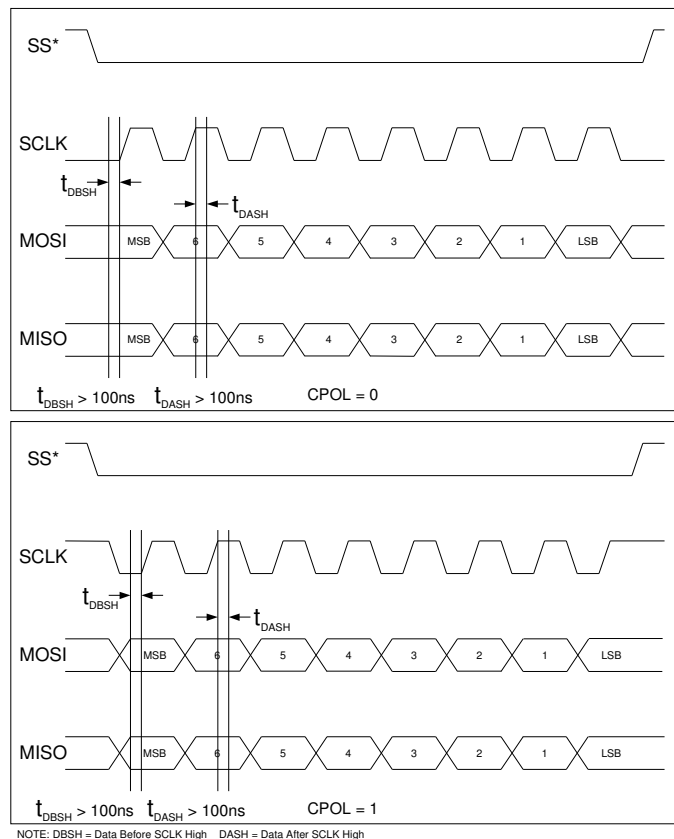 SS*
SCLK
tDBSH
tDASH
MOSI MSB 6 5 4 3 2 1 LSB
MISO MSB 6 5 4 3 2 1 LSB
tDBSH > 100ns tDASH > 100ns CPOL = 0
SS*
SCLK
tDBSH
tDASH
MOSI MSB 6 5 4 3 2 1 LSB
MISO MSB 6 5 4 3 2 1 LSB
tDBSH > 100ns tDASH > 100ns CPOL = 1
NOTE: DBSH = Data Before SCLK High DASH = Data After SCLK High